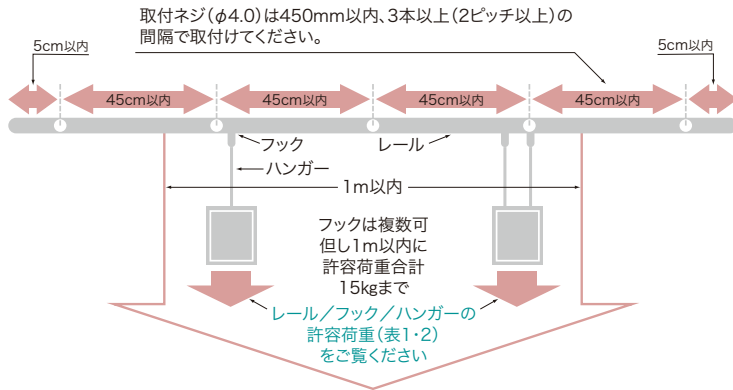 取付ネジ(φ4.0)は450mm以内、3本以上(2ピッチ以上)の
間隔で取付けてください。
5cm以内
5cm以内
45cm以内
45cm以内
45cm以内
45cm以内
フック
レール
ハンガー
1m以内
フックは複数可
但し1m以内に
許容荷重合計
15kgまで
レール／フック／ハンガーの
許容荷重(表1・2)
をご覧ください